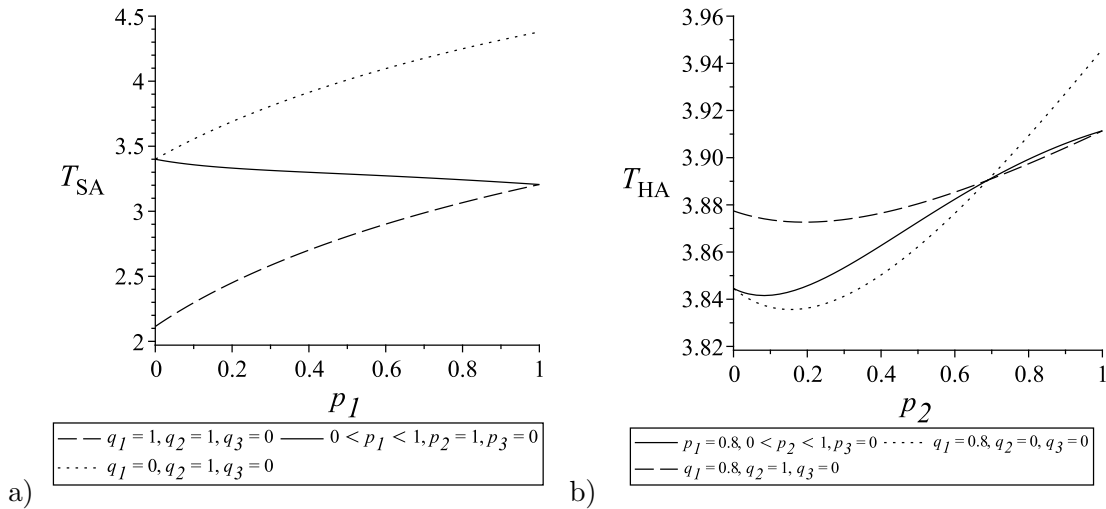 4.5
4
3.5
3
2.5
2
T_SA
0 0.2 0.4 0.6 0.8 1
p_1
q_1 = 1, q_2 = 1, q_3 = 0 0 < p_1 < 1, p_2 = 1, p_3 = 0
q_1 = 0, q_2 = 1, q_3 = 0
a)
3.96
3.94
3.92
3.90
3.88
3.86
3.84
3.82
T_HA
0 0.2 0.4 0.6 0.8 1
p_2
p_1 = 0.8, 0 < p_2 < 1, p_3 = 0 q_1 = 0.8, q_2 = 0, q_3 = 0
q_1 = 0.8, q_2 = 1, q_3 = 0
b)